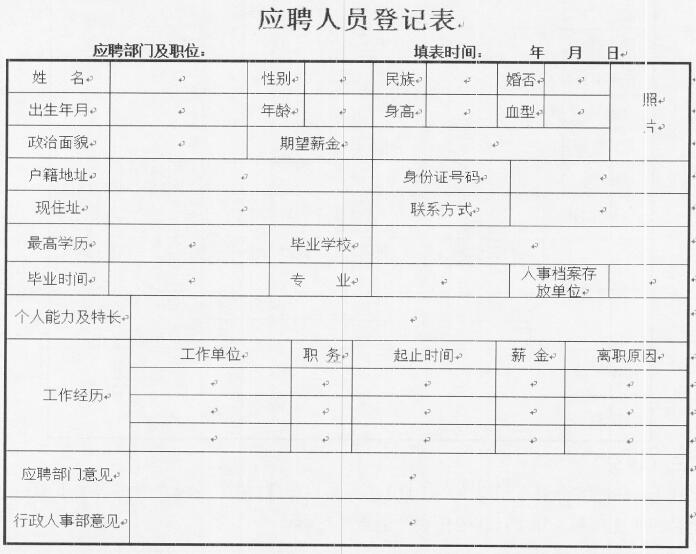 应聘人员登记表
应聘部门及职位： 填表时间： 年 月 日
姓 名 性别 民族 婚否
照
片
出生年月 年龄 身高 血型
政治面貌 期望薪金
户籍地址 身份证号码
现住址 联系方式
最高学历 毕业学校
毕业时间 专 业 人事档案存
放单位
个人能力及特长
工作经历
工作单位 职 务 起止时间 薪 金 离职原因
应聘部门意见
行政人事部意见